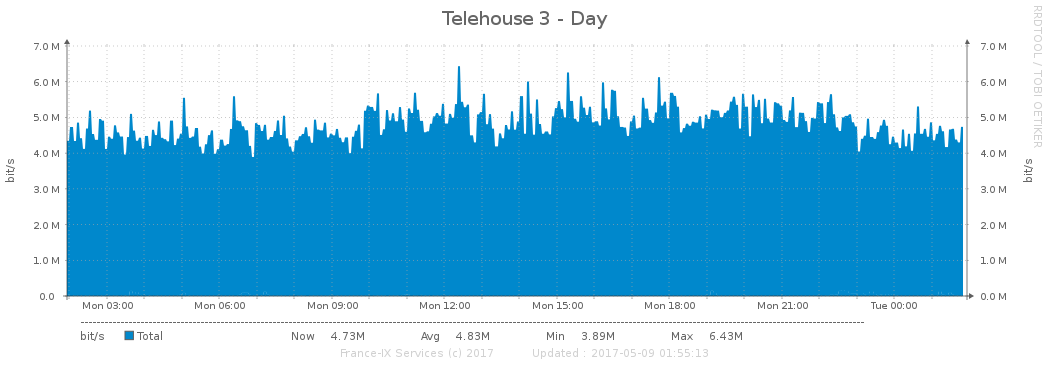 Telehouse 3 - Day
RRDTOOL / TOBI OETIKER
7.0 M 7.0 M
6.0 M 6.0 M
5.0 M 5.0 M
4.0 M 4.0 M
3.0 M 3.0 M
2.0 M 2.0 M
1.0 M 1.0 M
0.0 0.0 M
bit/s bit/s
Mon 03:00 Mon 06:00 Mon 09:00 Mon 12:00 Mon 15:00 Mon 18:00 Mon 21:00 Tue 00:00
bit/s Total Now 4.73M Avg 4.83M Min 3.89M Max 6.43M
France-IX Services (c) 2017 Updated : 2017-05-09 01:55:13